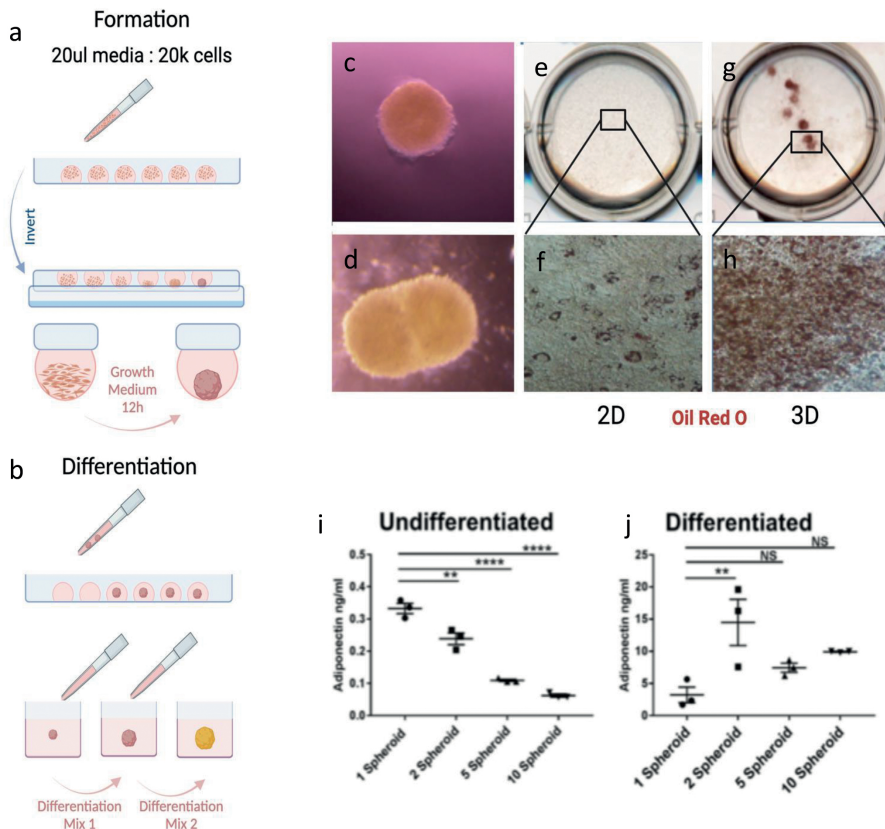 a
Formation
20ul media : 20k cells
Invert
Growth
Medium
12h
b
Differentiation
Differentiation
Mix 1
Differentiation
Mix 2
c
d
e
f
g
h
2D
Oil Red O
3D
i
Undifferentiated
Adiponectin ng/ml
0.5
0.4
0.3
0.2
0.1
0.0
****
****
**
1 Spheroid
2 Spheroid
5 Spheroid
10 Spheroid
j
Differentiated
Adiponectin ng/ml
25
20
15
10
5
0
NS
NS
**
1 Spheroid
2 Spheroid
5 Spheroid
10 Spheroid